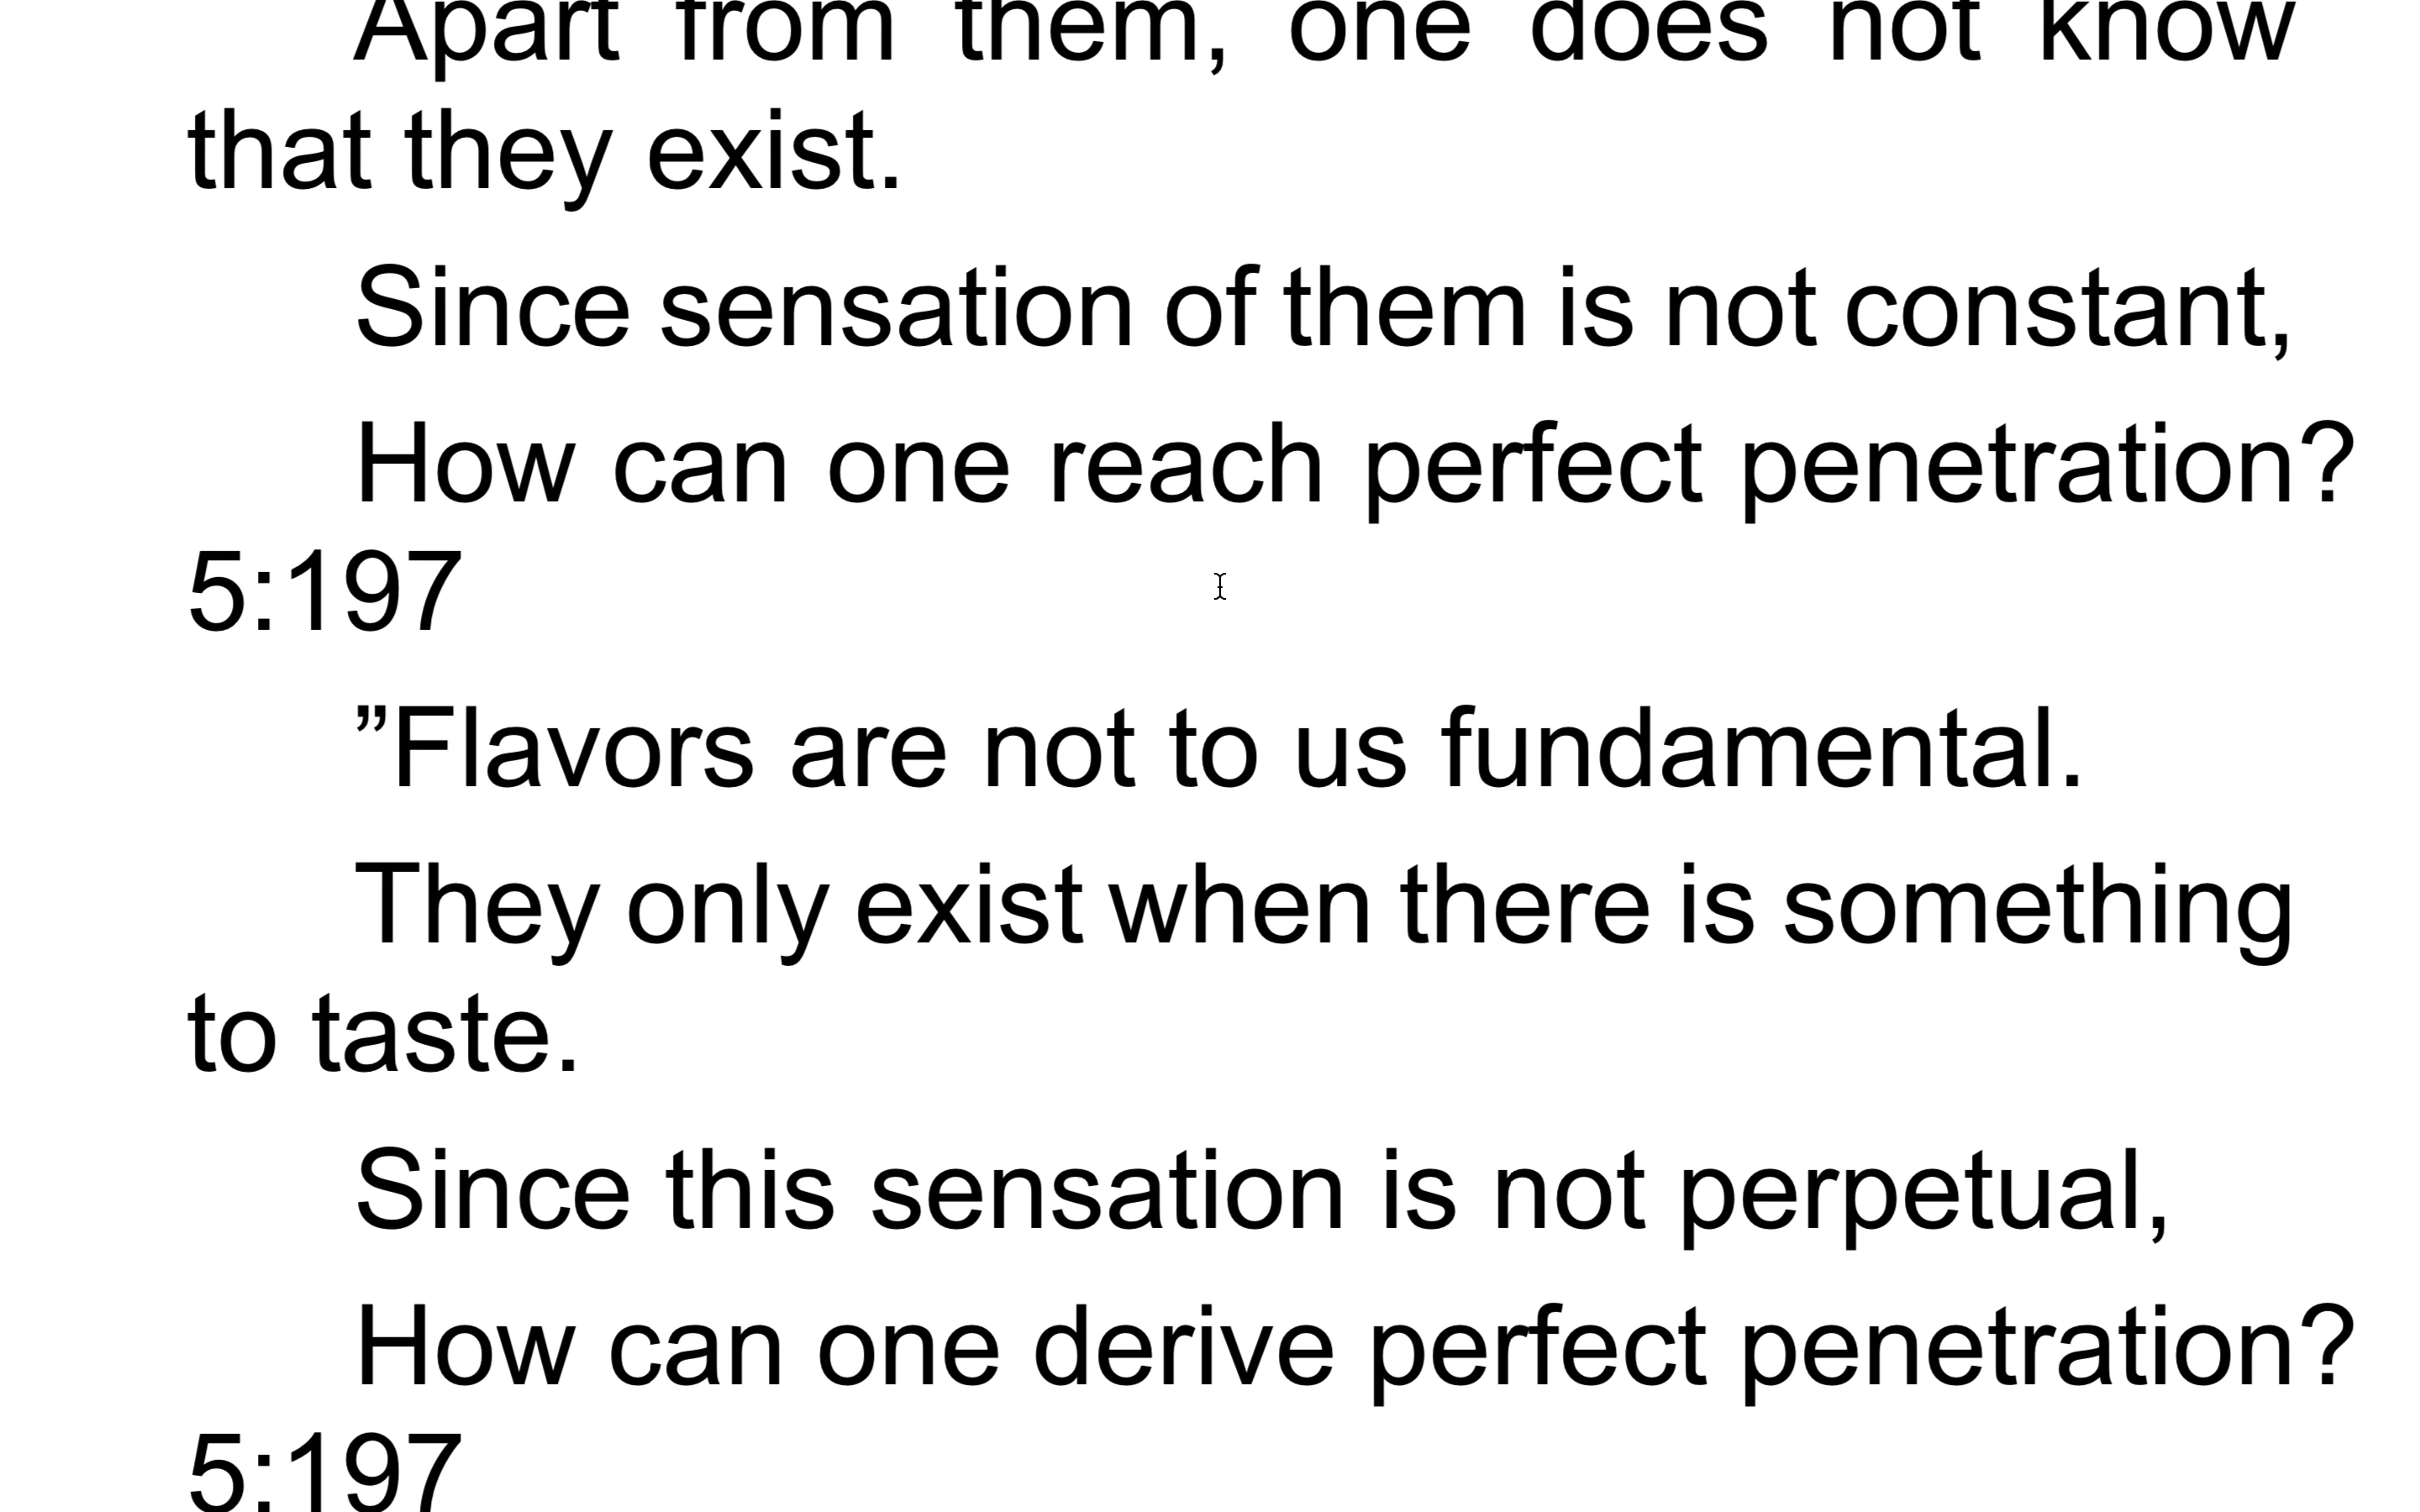 Apart from them, one does not know
that they exist.
Since sensation of them is not constant,
How can one reach perfect penetration?
5:197
”Flavors are not to us fundamental.
They only exist when there is something
to taste.
Since this sensation is not perpetual,
How can one derive perfect penetration?
5:197